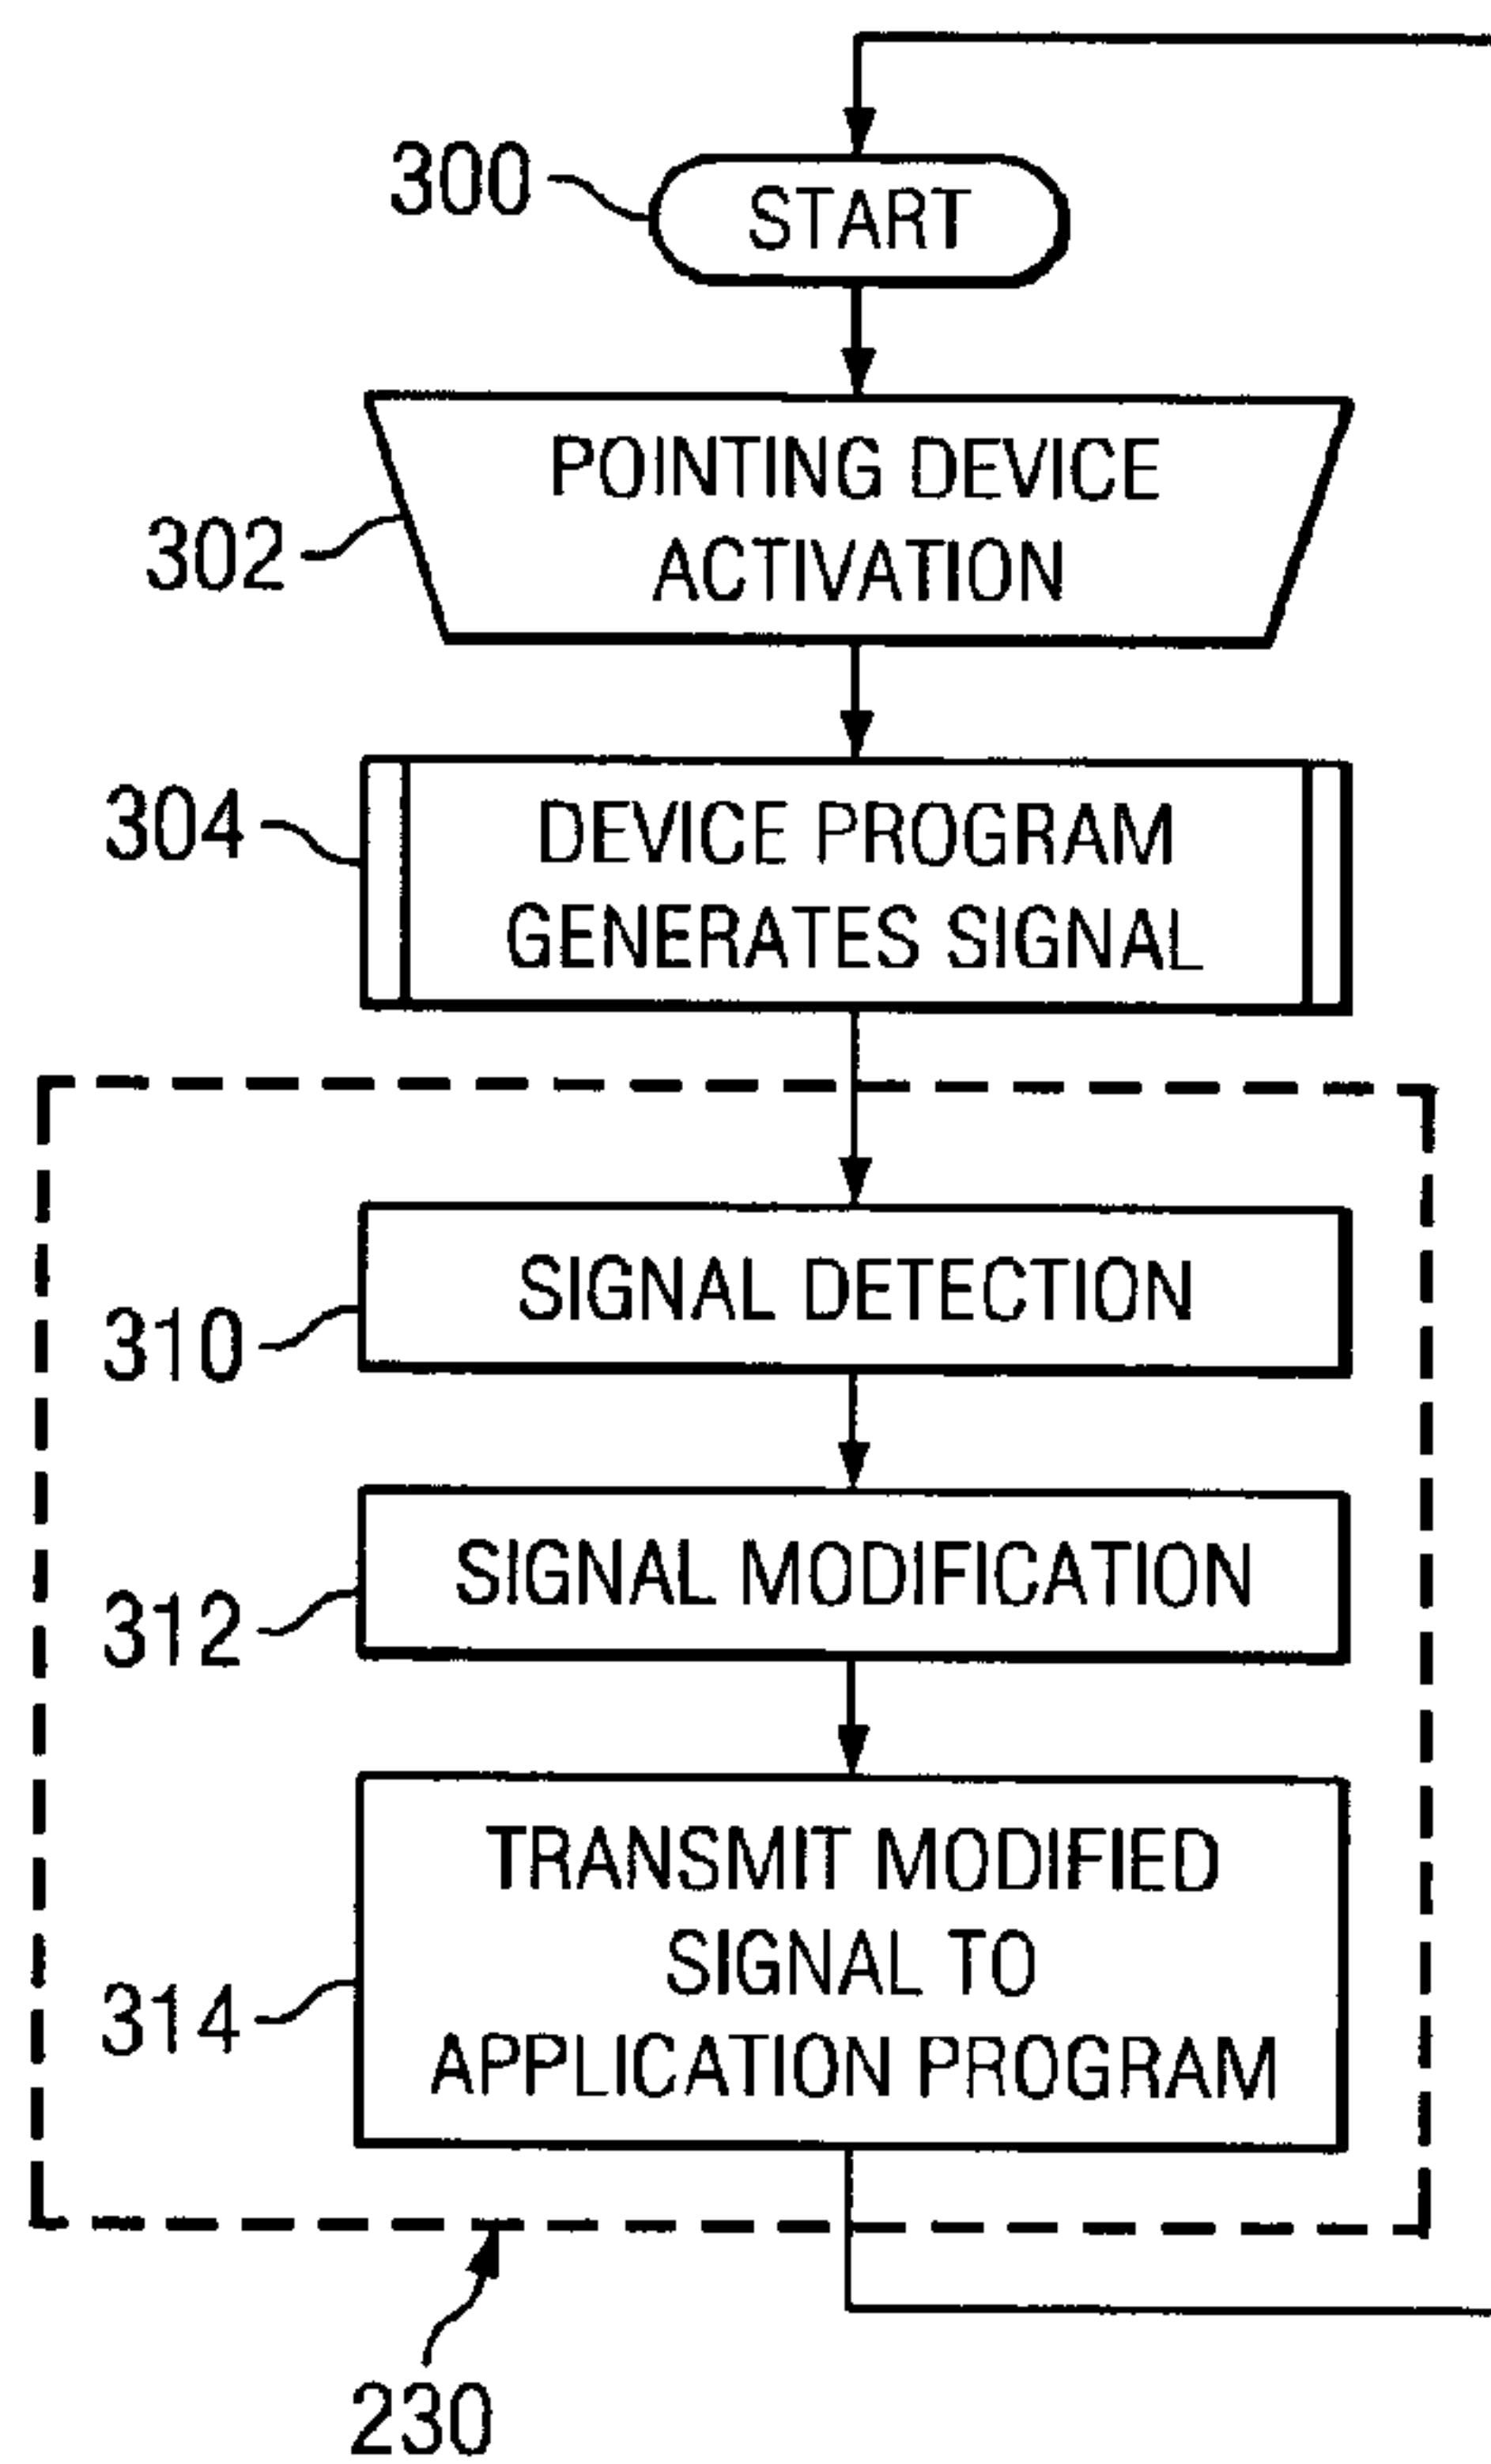 300
START
302
POINTING DEVICE
ACTIVATION
304
DEVICE PROGRAM
GENERATES SIGNAL
310
SIGNAL DETECTION
312
SIGNAL MODIFICATION
314
TRANSMIT MODIFIED
SIGNAL TO
APPLICATION PROGRAM
230